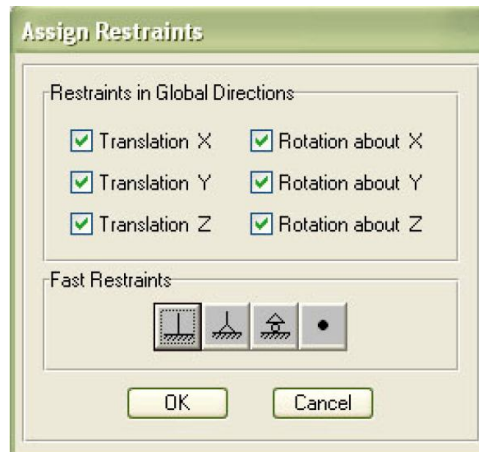 Assign Restraints
Restraints in Global Directions
Translation X Rotation about X
Translation Y Rotation about Y
Translation Z Rotation about Z
Fast Restraints
OK Cancel